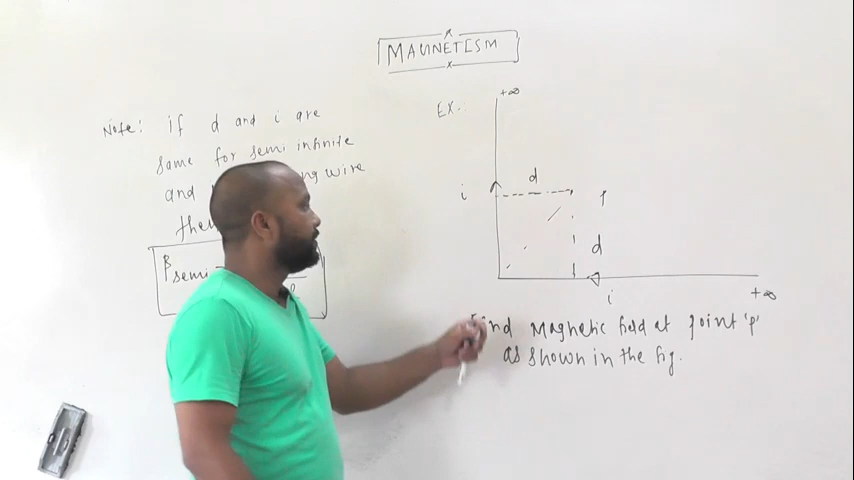 MAGNETISM
Note: if d and i are
same for semi infinite
and wire
B semi
EX:
+∞
d
i
P
d
i
+∞
Find Magnetic field at point 'p'
as shown in the fig.